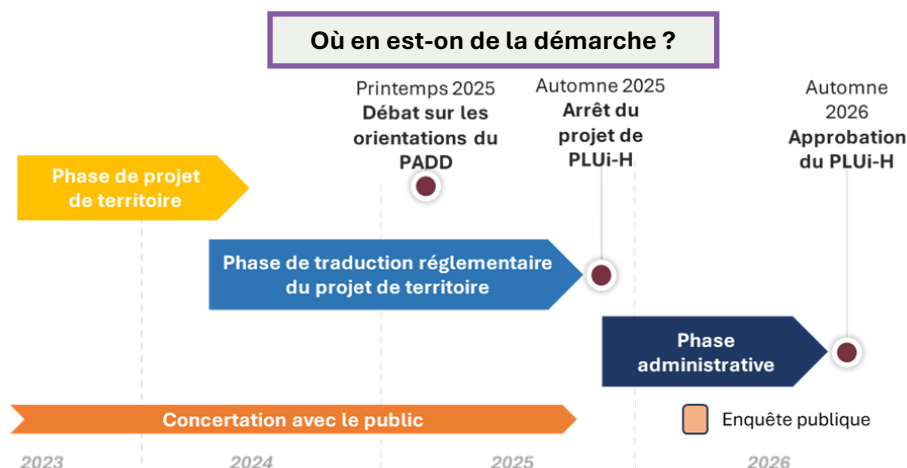 Où en est-on de la démarche ?
Printemps 2025
Débat sur les
orientations du
PADD
Automne 2025
Arrêt du
projet de
PLUi-H
Automne
2026
Approbation
du PLUi-H
Phase de projet
de territoire
Phase de traduction réglementaire
du projet de territoire
Phase
administrative
Concertation avec le public
Enquête publique
2023
2024
2025
2026